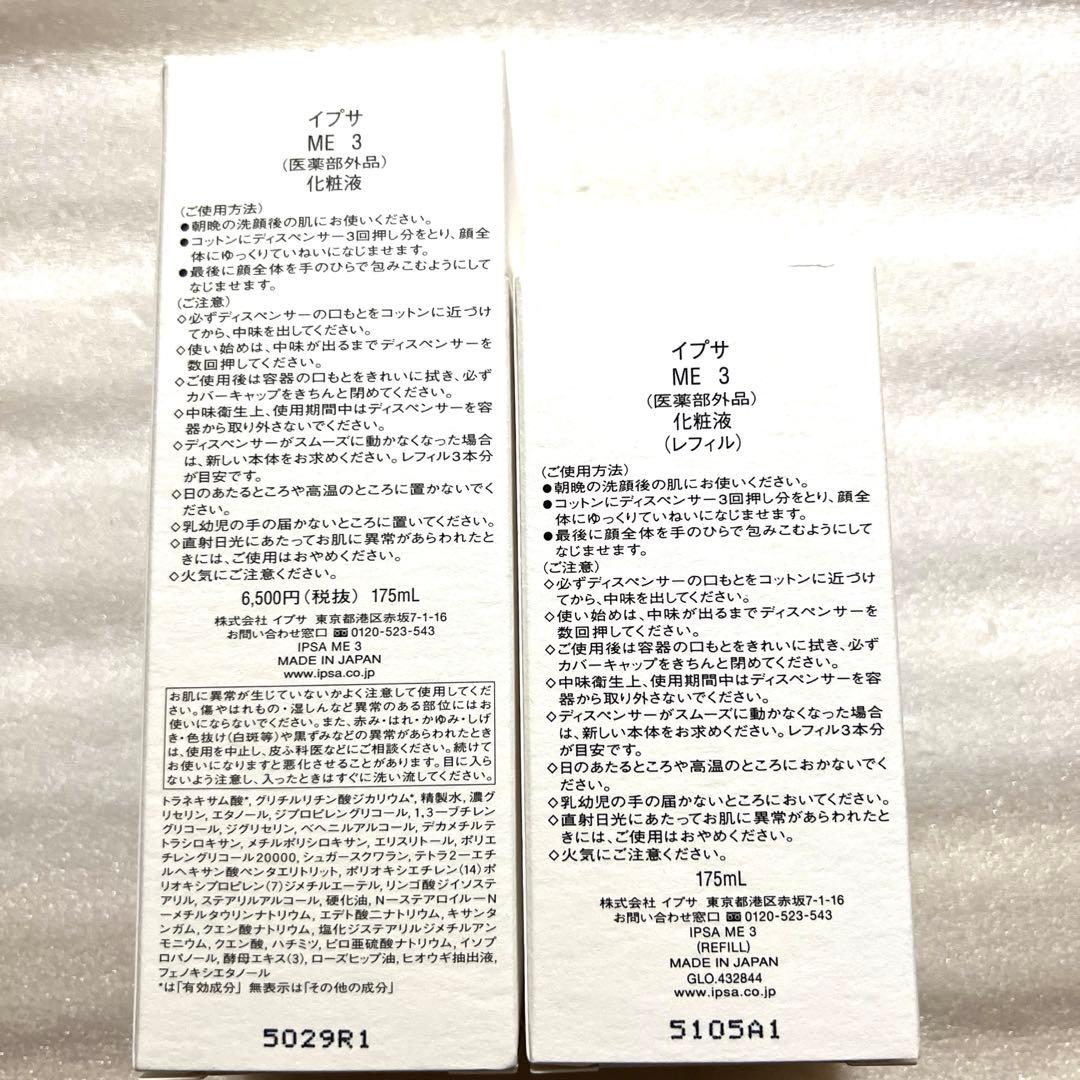 イプサ
ME 3
(医薬部外品)
化粧液
(ご使用方法)
●朝晩の洗顔後の肌にお使いください。
●コットンにディスペンサー3回押し分をとり、顔全
体にゆっくりていねいになじませます。
●最後に顔全体を手のひらで包みこむようにして
なじませます。
(ご注意)
◇必ずディスペンサーの口もとをコットンに近づけ
てから、中味を出してください。
◇使い始めは、中味が出るまでディスペンサーを
数回押してください。
◇ご使用後は容器の口もとをきれいに拭き、必ず
カバーキャップをきちんと閉めてください。
◇中味衛生上、使用期間中はディスペンサーを容
器から取り外さないでください。
◇ディスペンサーがスムーズに動かなくなった場合
は、新しい本体をお求めください。レフィル3本分
が目安です。
◇日のあたるところや高温のところに置かないでく
ださい。
◇乳幼児の手の届かないところに置いてください。
◇直射日光にあたってお肌に異常があらわれたと
きには、ご使用はおやめください。
◇火気にご注意ください。
6,500円(税抜) 175mL
株式会社 イプサ 東京都港区赤坂7-1-16
お問い合わせ窓口 0120-523-543
IPSA ME 3
MADE IN JAPAN
www.ipsa.co.jp
お肌に異常が生じていないかよく注意して使用してくだ
さい。傷やはれもの・湿しんなど異常のある部位にはお
使いにならないでください。また、赤み・はれ・かゆみ・しげ
き・色抜け(白斑等)や黒ずみなどの異常があらわれたとき
は、使用を中止し、皮ふ科医などにご相談ください。続けて
お使いになりますと悪化させることがあります。目に入ら
ないよう注意し、入ったときはすぐに洗い流してください。
トラネキサム酸*, グリチルリチン酸ジカリウム*, 精製水, 濃グ
リセリン, エタノール, ジプロピレングリコール, 1,3ーブチレン
グリコール, ジグリセリン, ベヘニルアルコール, デカメチルテ
トラシロキサン, メチルポリシロキサン, エリスリトール, ポリエ
チレングリコール20000, シュガースクワラン, テトラ2ーエチ
ルヘキサン酸ペンタエリトリット, ポリオキシエチレン(14)ポ
リオキシプロピレン(7)ジメチルエーテル, リンゴ酸ジイソステ
アリル, ステアリルアルコール, 硬化油, NーステアロイルーN
ーメチルタウリンナトリウム, エデト酸二ナトリウム, キサンタ
ンガム, クエン酸ナトリウム, 塩化ジステアリルジメチルアン
モニウム, クエン酸, ハチミツ, ピロ亜硫酸ナトリウム, イソプ
ロパノール, 酵母エキス(3), ローズヒップ油, ヒオウギ抽出液,
フェノキシエタノール
*は「有効成分」 無表示は「その他の成分」
5029R1
イプサ
ME 3
(医薬部外品)
化粧液
(レフィル)
(ご使用方法)
●朝晩の洗顔後の肌にお使いください。
●コットンにディスペンサー3回押し分をとり、顔全
体にゆっくりていねいになじませます。
●最後に顔全体を手のひらで包みこむようにして
なじませます。
(ご注意)
◇必ずディスペンサーの口もとをコットンに近づけ
てから、中味を出してください。
◇使い始めは、中味が出るまでディスペンサーを
数回押してください。
◇ご使用後は容器の口もとをきれいに拭き、必ず
カバーキャップをきちんと閉めてください。
◇中味衛生上、使用期間中はディスペンサーを容
器から取り外さないでください。
◇ディスペンサーがスムーズに動かなくなった場合
は、新しい本体をお求めください。レフィル3本分
が目安です。
◇日のあたるところや高温のところにおかないでく
ださい。
◇乳幼児の手の届かないところにおいてください。
◇直射日光にあたってお肌に異常があらわれたと
きには、ご使用はおやめください。
◇火気にご注意ください。
175mL
株式会社 イプサ 東京都港区赤坂7-1-16
お問い合わせ窓口 0120-523-543
IPSA ME 3
(REFILL)
MADE IN JAPAN
GLO.432844
www.ipsa.co.jp
5105A1